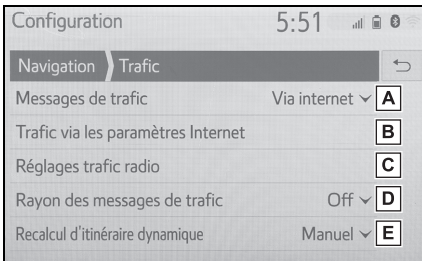 Configuration 5:51
Navigation Trafic
Messages de trafic Via internet A
Trafic via les paramètres Internet B
Réglages trafic radio C
Rayon des messages de trafic Off D
Recalcul d'itinéraire dynamique Manuel E